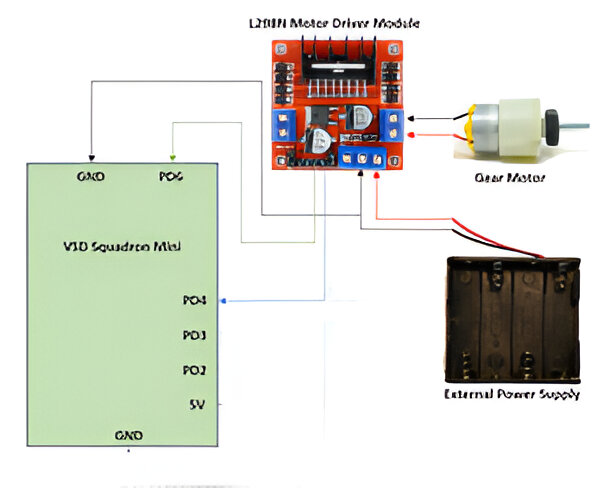 L298N Motor Driver Module
GND
PD6
VSD Squadron Mini
Gear Motor
PD4
PD3
PD2
5V
GND
External Power Supply